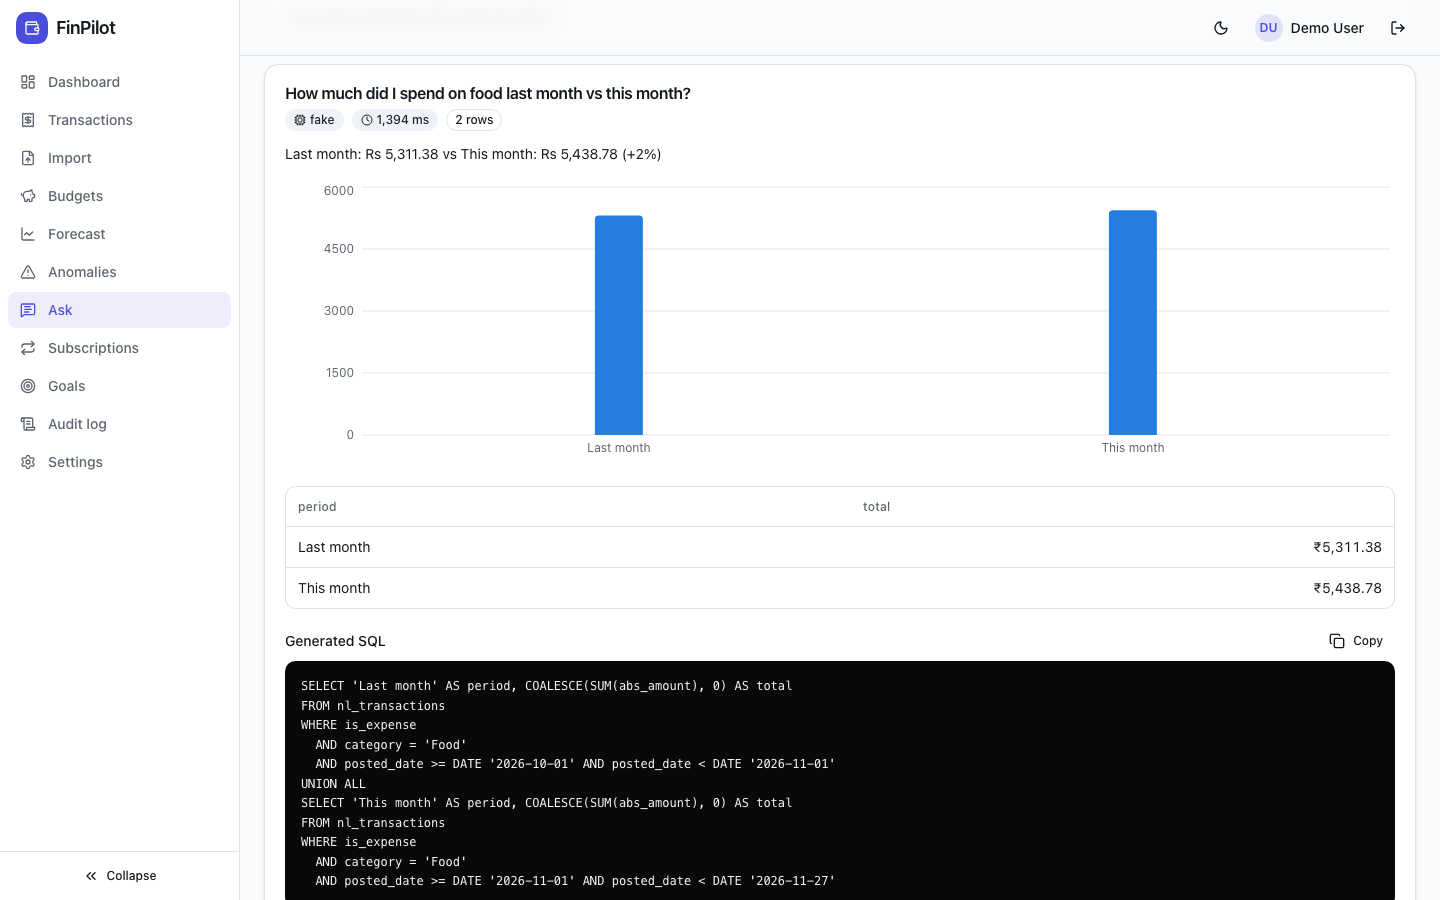 FinPilot
Dashboard
Transactions
Import
Budgets
Forecast
Anomalies
Ask
Subscriptions
Goals
Audit log
Settings
Collapse
DU Demo User
How much did I spend on food last month vs this month?
fake 1,394 ms 2 rows
Last month: Rs 5,311.38 vs This month: Rs 5,438.78 (+2%)
6000
4500
3000
1500
0
Last month This month
period total
Last month ₹5,311.38
This month ₹5,438.78
Generated SQL Copy
SELECT 'Last month' AS period, COALESCE(SUM(abs_amount), 0) AS total
FROM nl_transactions
WHERE is_expense
  AND category = 'Food'
  AND posted_date >= DATE '2026-10-01' AND posted_date < DATE '2026-11-01'
UNION ALL
SELECT 'This month' AS period, COALESCE(SUM(abs_amount), 0) AS total
FROM nl_transactions
WHERE is_expense
  AND category = 'Food'
  AND posted_date >= DATE '2026-11-01' AND posted_date < DATE '2026-11-27'